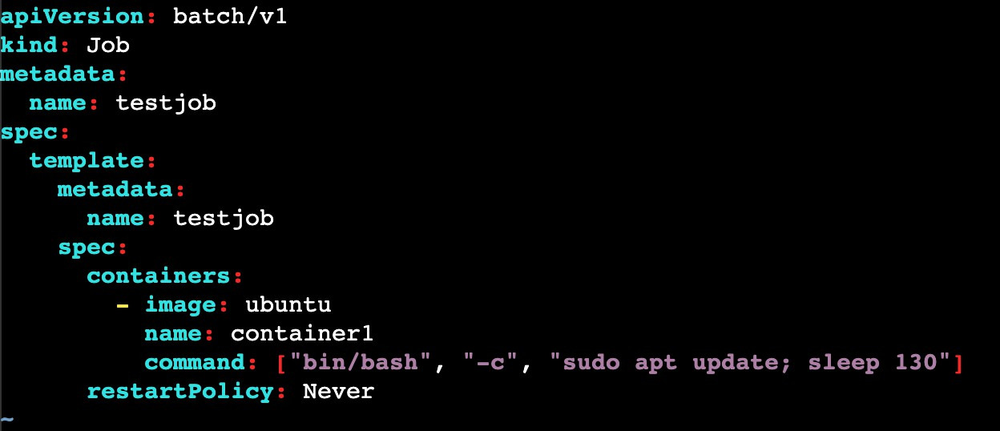 apiVersion: batch/v1
kind: Job
metadata:
  name: testjob
spec:
  template:
    metadata:
      name: testjob
    spec:
      containers:
        - image: ubuntu
          name: container1
          command: ["bin/bash", "-c", "sudo apt update; sleep 130"]
      restartPolicy: Never
~